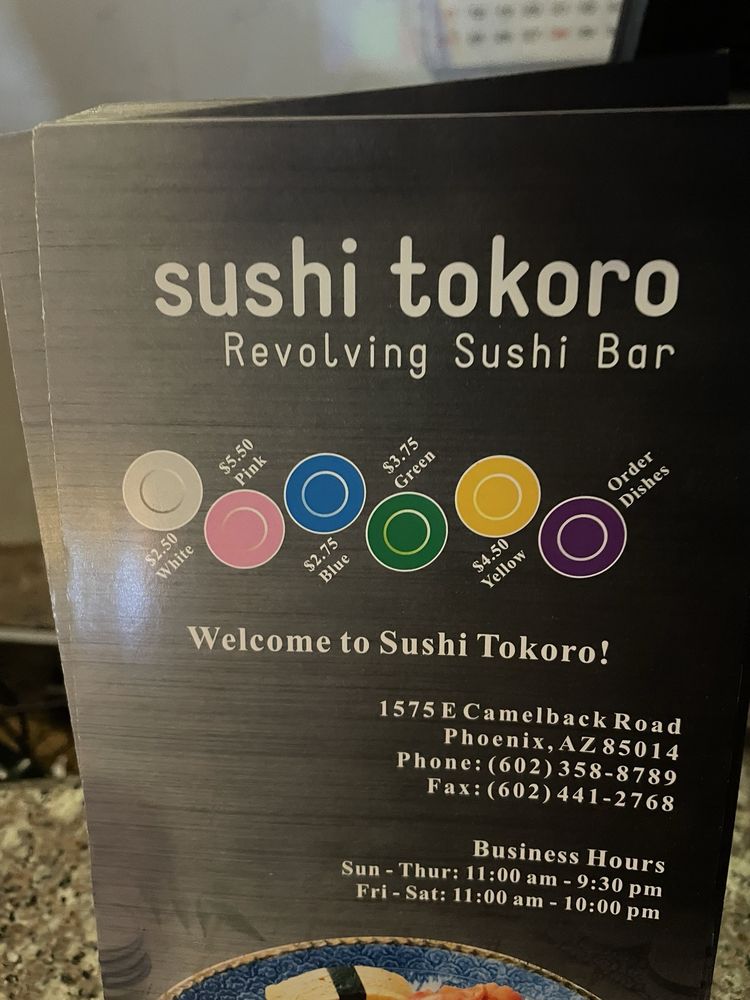 sushi tokoro
Revolving Sushi Bar
$2.50
White
$5.50
Pink
$2.75
Blue
$3.75
Green
$4.50
Yellow
Order
Dishes
Welcome to Sushi Tokoro!
1575 E Camelback Road
Phoenix, AZ 85014
Phone: (602) 358-8789
Fax: (602) 441-2768
Business Hours
Sun - Thur: 11:00 am - 9:30 pm
Fri - Sat: 11:00 am - 10:00 pm